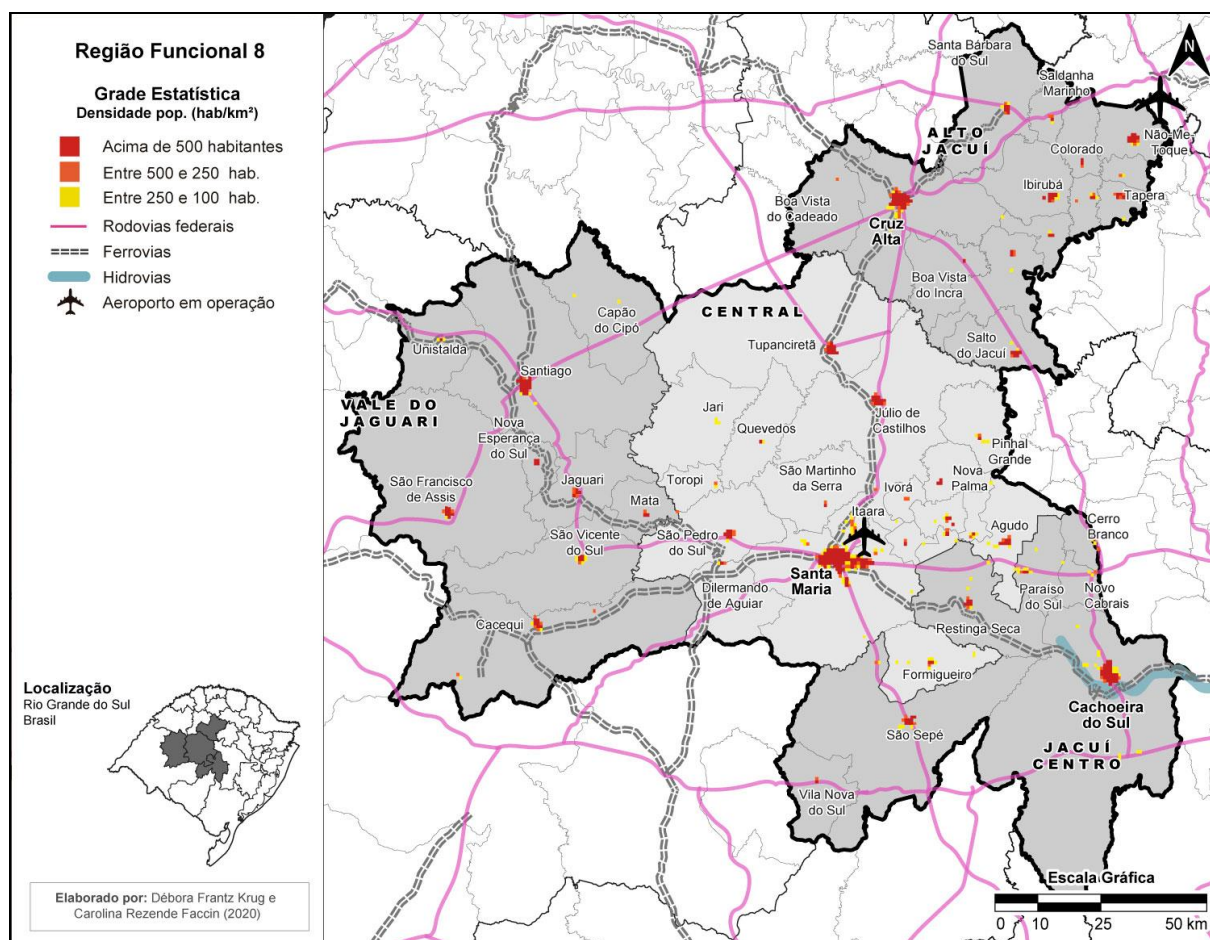 Região Funcional 8
Grade Estatística
Densidade pop. (hab/km²)
Acima de 500 habitantes
Entre 500 e 250 hab.
Entre 250 e 100 hab.
Rodovias federais
Ferrovias
Hidrovias
Aeroporto em operação
Localização
Rio Grande do Sul
Brasil
Elaborado por: Débora Frantz Krug e
Carolina Rezende Faccin (2020)
N
Santa Bárbara
do Sul
Saldanha
Marinho
ALTO
JACUÍ
Não-Me-
Toque
Colorado
Ibirubá
Tapera
Boa Vista
do Cadeado
Cruz
Alta
Boa Vista
do Incra
Capão
do Cipó
CENTRAL
Tupanciretã
Salto
do Jacuí
Unistalda
Santiago
VALE DO
JAGUARI
Nova
Esperança
do Sul
Jari
Quevedos
Júlio de
Castilhos
Pinhal
Grande
São Francisco
de Assis
Jaguari
Mata
Toropi
São Martinho
da Serra
Ivorá
Nova
Palma
Itaara
Agudo
Cerro
Branco
São Vicente
do Sul
São Pedro
do Sul
Santa
Maria
Dilermando
de Aguiar
Paraíso
do Sul
Novo
Cabrais
Cacequi
Restinga Seca
Formigueiro
Cachoeira
do Sul
São Sepé
JACUÍ
CENTRO
Vila Nova
do Sul
Escala Gráfica
0 10 25 50 km